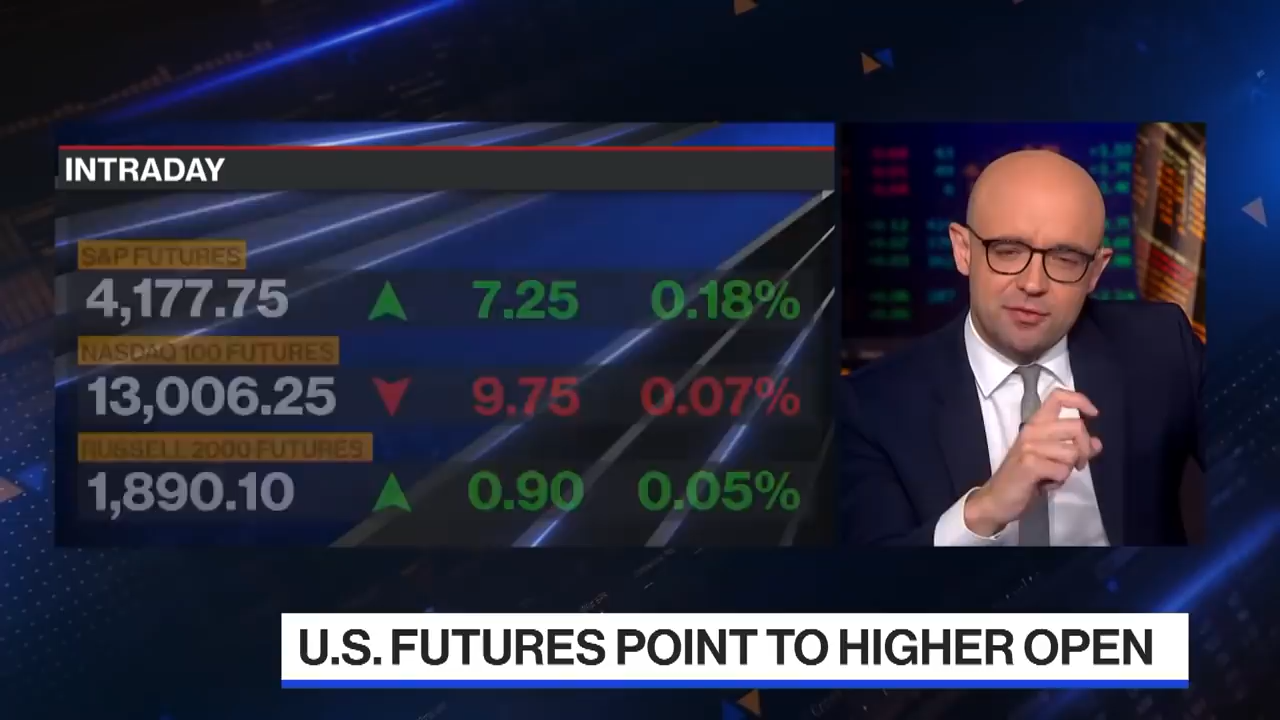 INTRADAY
S&P FUTURES
4,177.75 ▲ 7.25 0.18%
NASDAQ 100 FUTURES
13,006.25 ▼ 9.75 0.07%
RUSSELL 2000 FUTURES
1,890.10 ▲ 0.90 0.05%
U.S. FUTURES POINT TO HIGHER OPEN